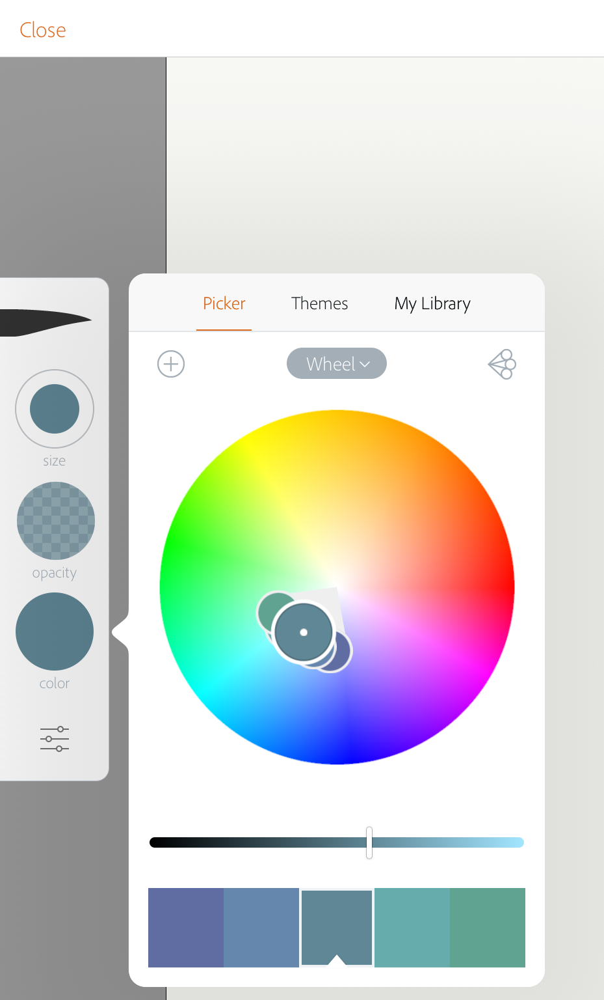 Close
Picker Themes My Library
Wheel
size
opacity
color